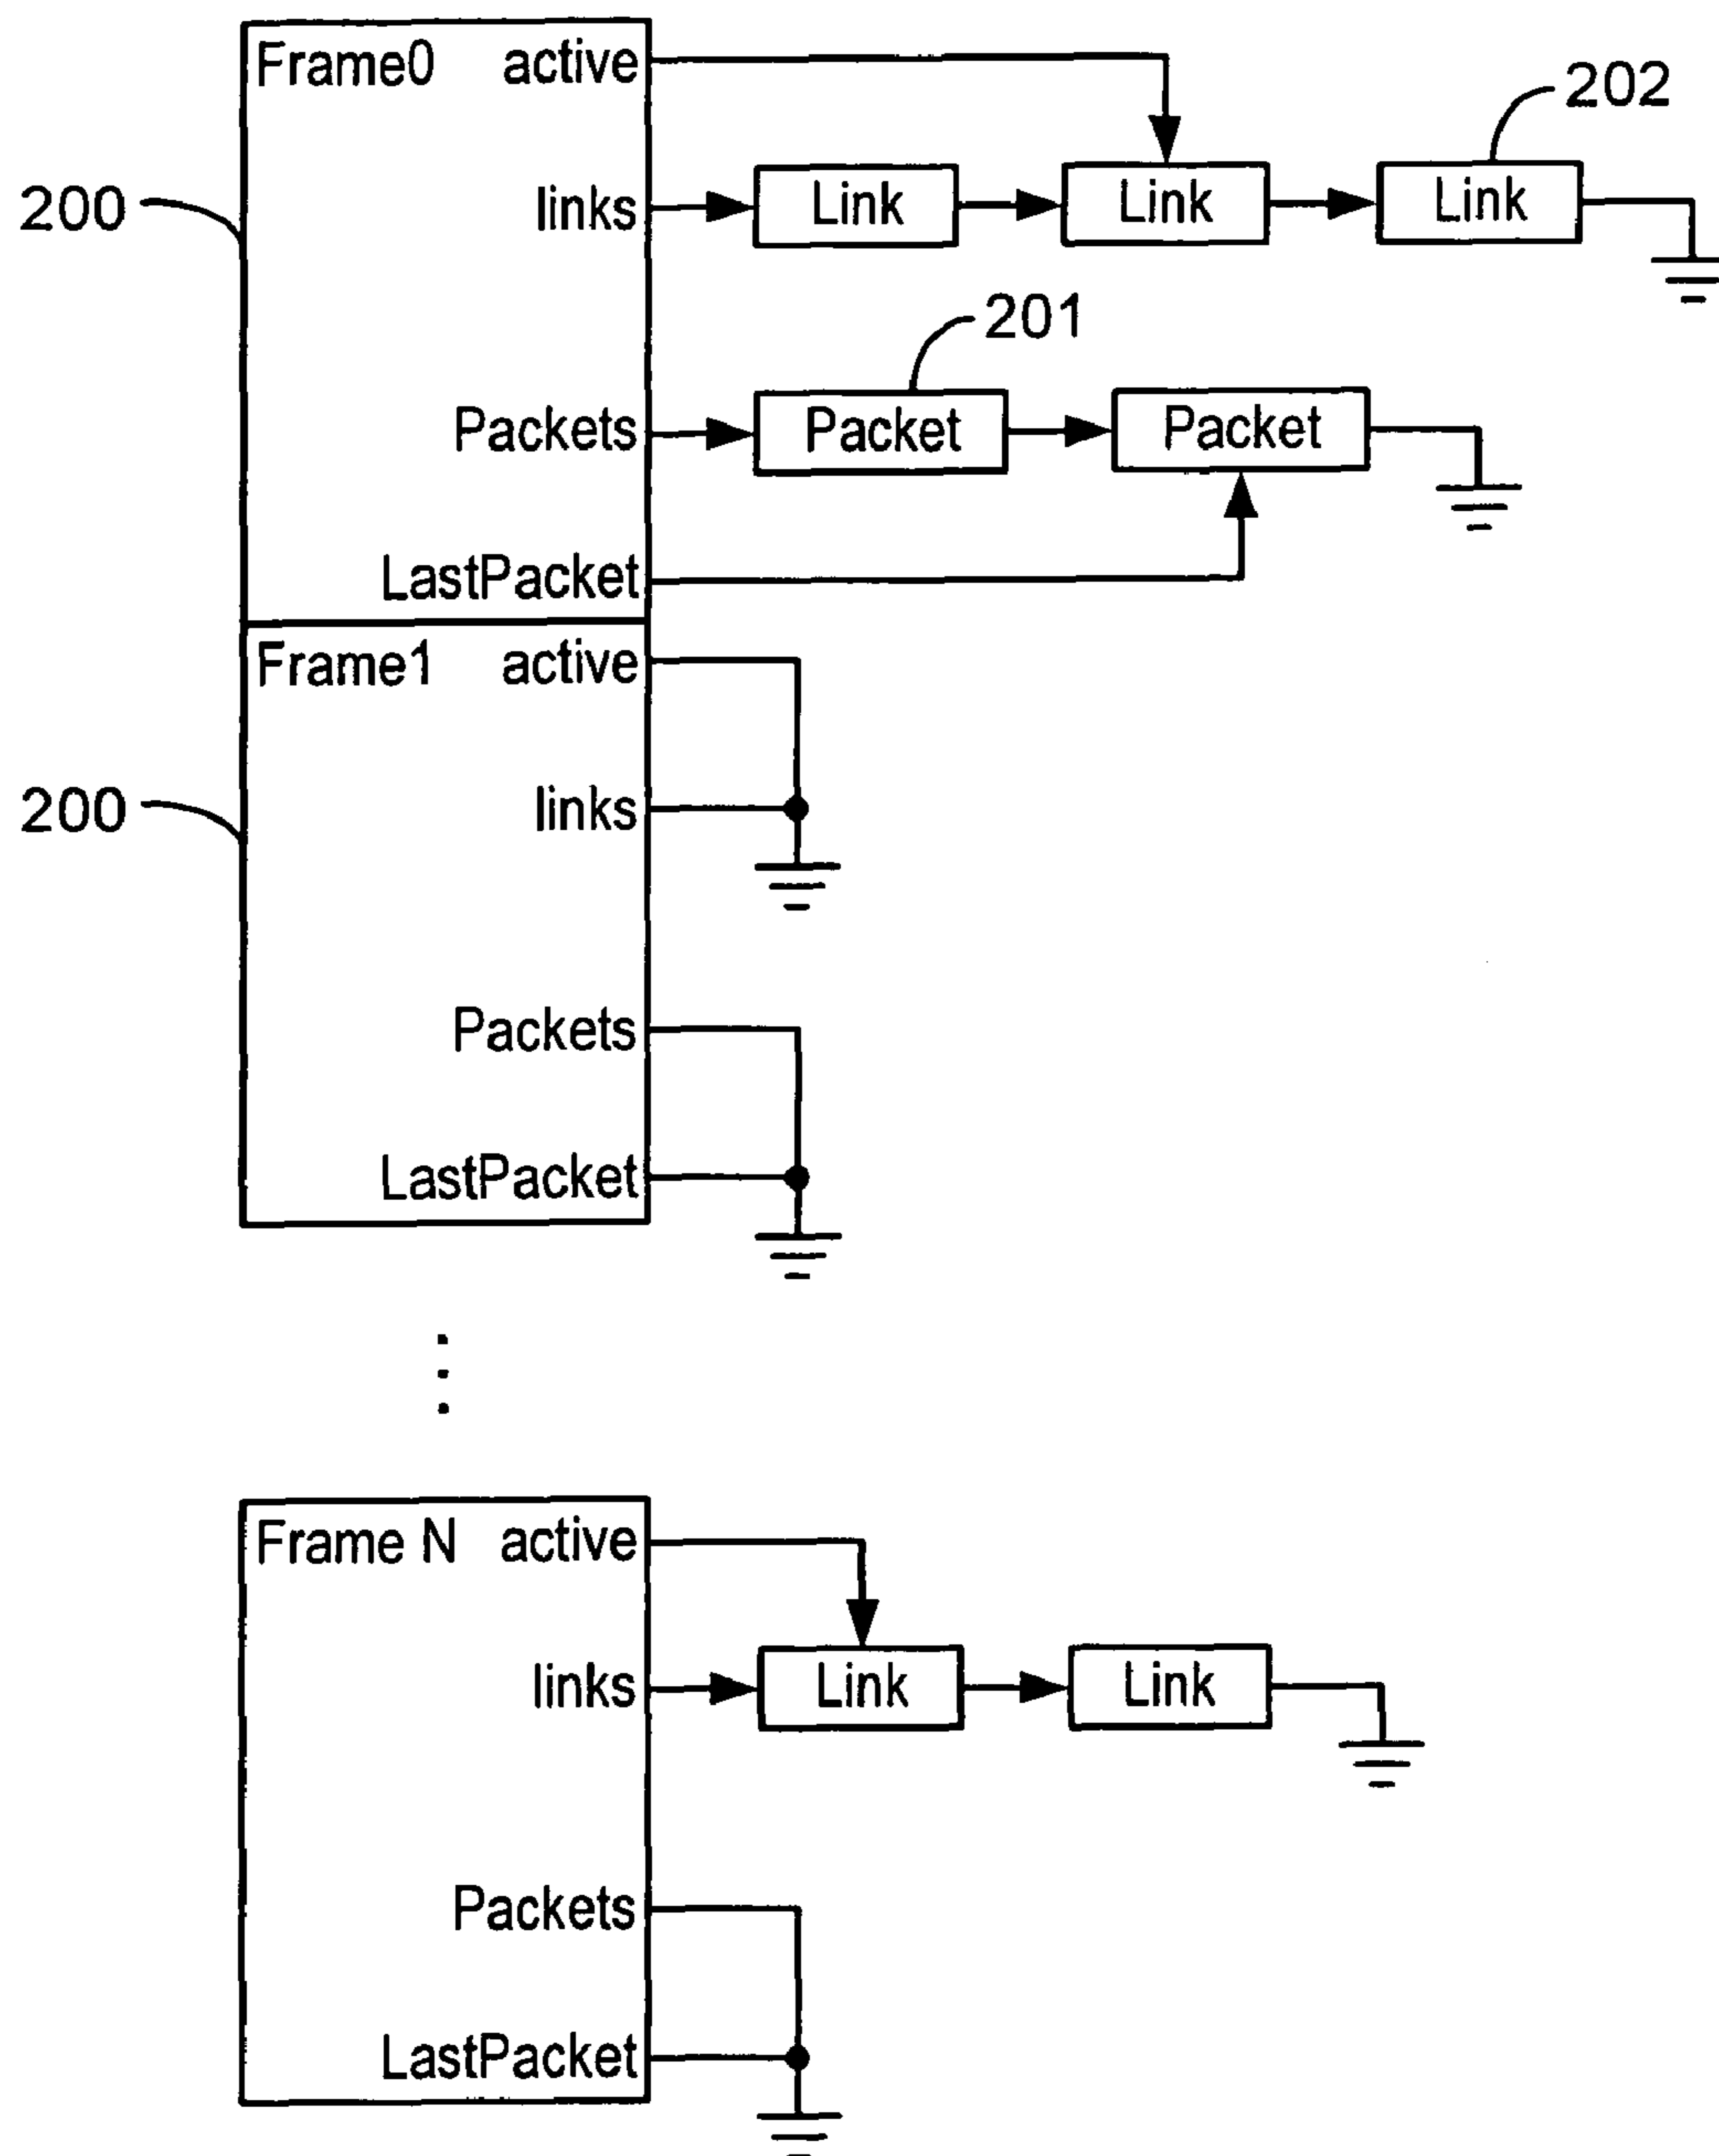 Frame0 active
202
200
links Link Link Link
201
Packets Packet Packet
LastPacket
Frame1 active
200
links
Packets
LastPacket
Frame N active
links Link Link
Packets
LastPacket